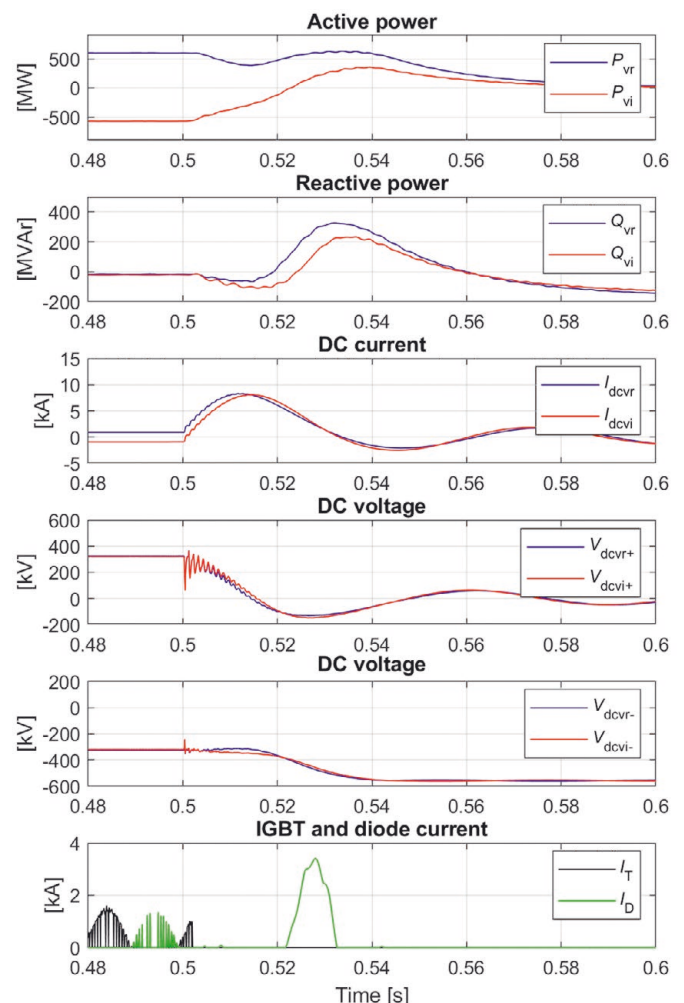 Active power
[MW]
500
0
-500
P_vr
P_vi
0.48 0.5 0.52 0.54 0.56 0.58 0.6
Reactive power
[MVAr]
400
200
0
-200
Q_vr
Q_vi
0.48 0.5 0.52 0.54 0.56 0.58 0.6
DC current
[kA]
15
10
5
0
-5
I_dcvr
I_dcvi
0.48 0.5 0.52 0.54 0.56 0.58 0.6
DC voltage
[kV]
600
400
200
0
-200
V_dcvr+
V_dcvi+
0.48 0.5 0.52 0.54 0.56 0.58 0.6
DC voltage
[kV]
200
0
-200
-400
-600
V_dcvr-
V_dcvi-
0.48 0.5 0.52 0.54 0.56 0.58 0.6
IGBT and diode current
[kA]
4
2
0
I_T
I_D
0.48 0.5 0.52 0.54 0.56 0.58 0.6
Time [s]